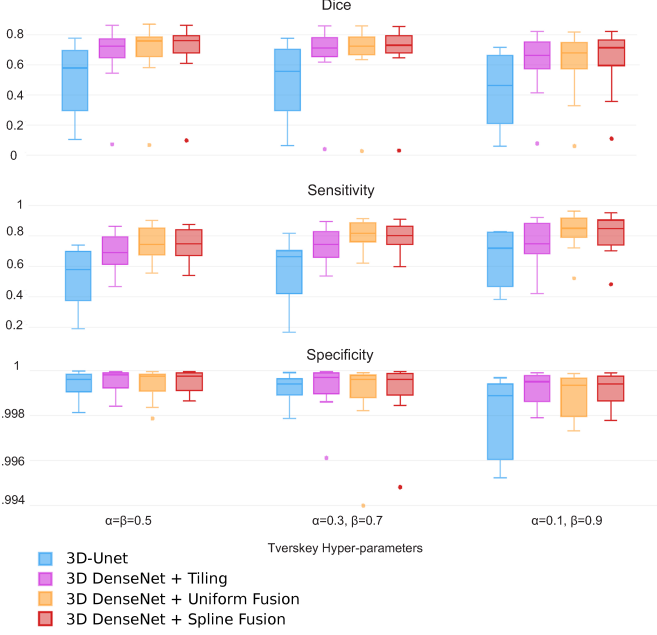 Dice
0.8
0.6
0.4
0.2
0
Sensitivity
1
0.8
0.6
0.4
0.2
Specificity
1
.998
.996
.994
α=β=0.5
α=0.3, β=0.7
α=0.1, β=0.9
Tverskey Hyper-parameters
3D-Unet
3D DenseNet + Tiling
3D DenseNet + Uniform Fusion
3D DenseNet + Spline Fusion